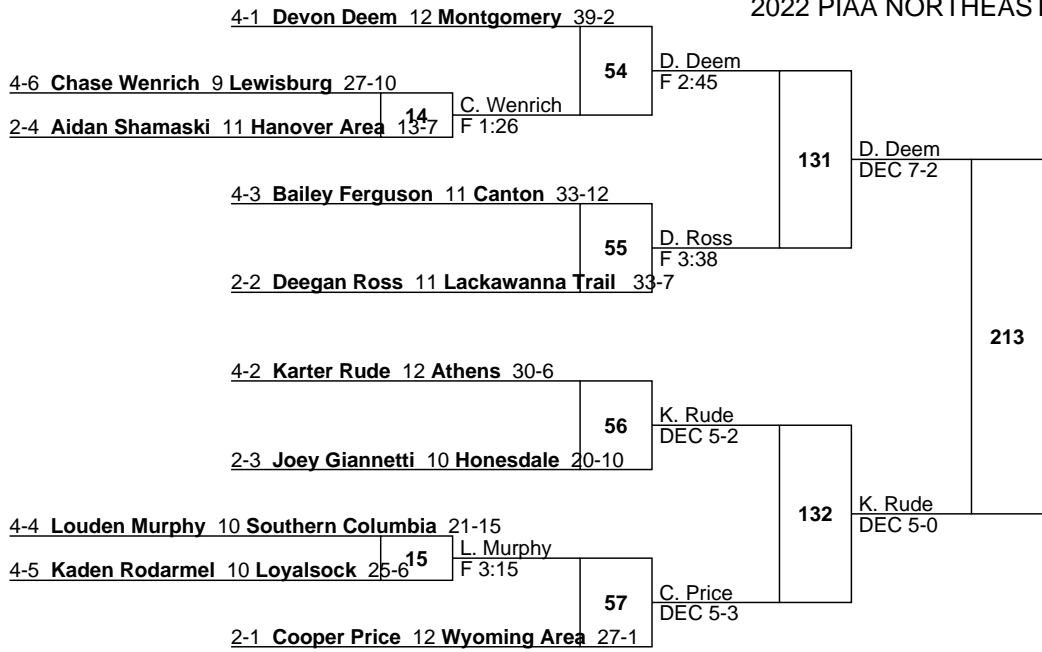 2022 PIAA NORTHEAST
4-1 Devon Deem 12 Montgomery 39-2
54
D. Deem
F 2:45
4-6 Chase Wenrich 9 Lewisburg 27-10
14
C. Wenrich
F 1:26
2-4 Aidan Shamaski 11 Hanover Area 13-7
131
D. Deem
DEC 7-2
4-3 Bailey Ferguson 11 Canton 33-12
55
D. Ross
F 3:38
2-2 Deegan Ross 11 Lackawanna Trail 33-7
213
4-2 Karter Rude 12 Athens 30-6
56
K. Rude
DEC 5-2
2-3 Joey Giannetti 10 Honesdale 20-10
132
K. Rude
DEC 5-0
4-4 Louden Murphy 10 Southern Columbia 21-15
15
L. Murphy
F 3:15
4-5 Kaden Rodarmel 10 Loyalsock 25-6
57
C. Price
DEC 5-3
2-1 Cooper Price 12 Wyoming Area 27-1